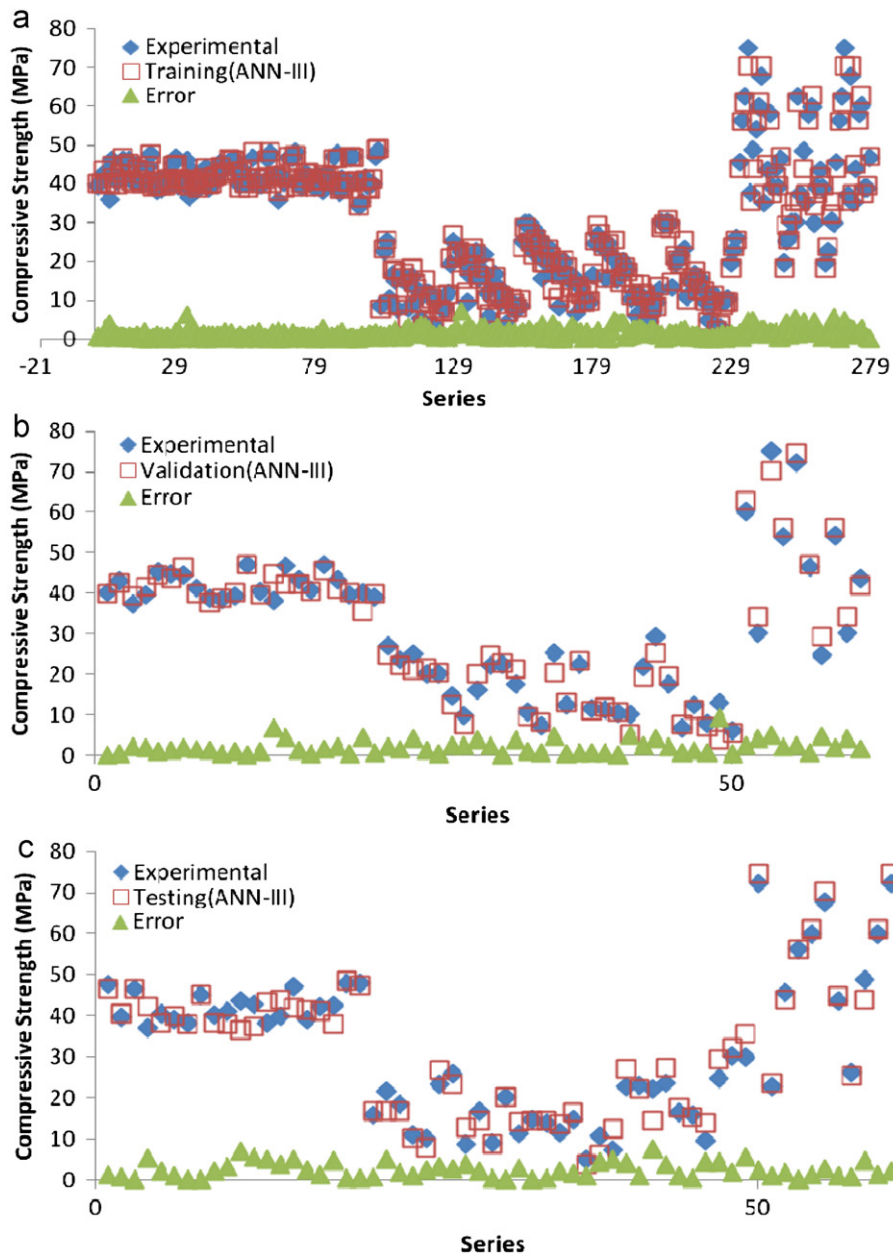 a
80
70
60
50
40
30
20
10
0
Compressive Strength (MPa)
Experimental
Training(ANN-III)
Error
-21 29 79 129 179 229 279
Series
b
80
70
60
50
40
30
20
10
0
Compressive Strength (MPa)
Experimental
Validation(ANN-III)
Error
0 50
Series
c
80
70
60
50
40
30
20
10
0
Compressive Strength (MPa)
Experimental
Testing(ANN-III)
Error
0 50
Series